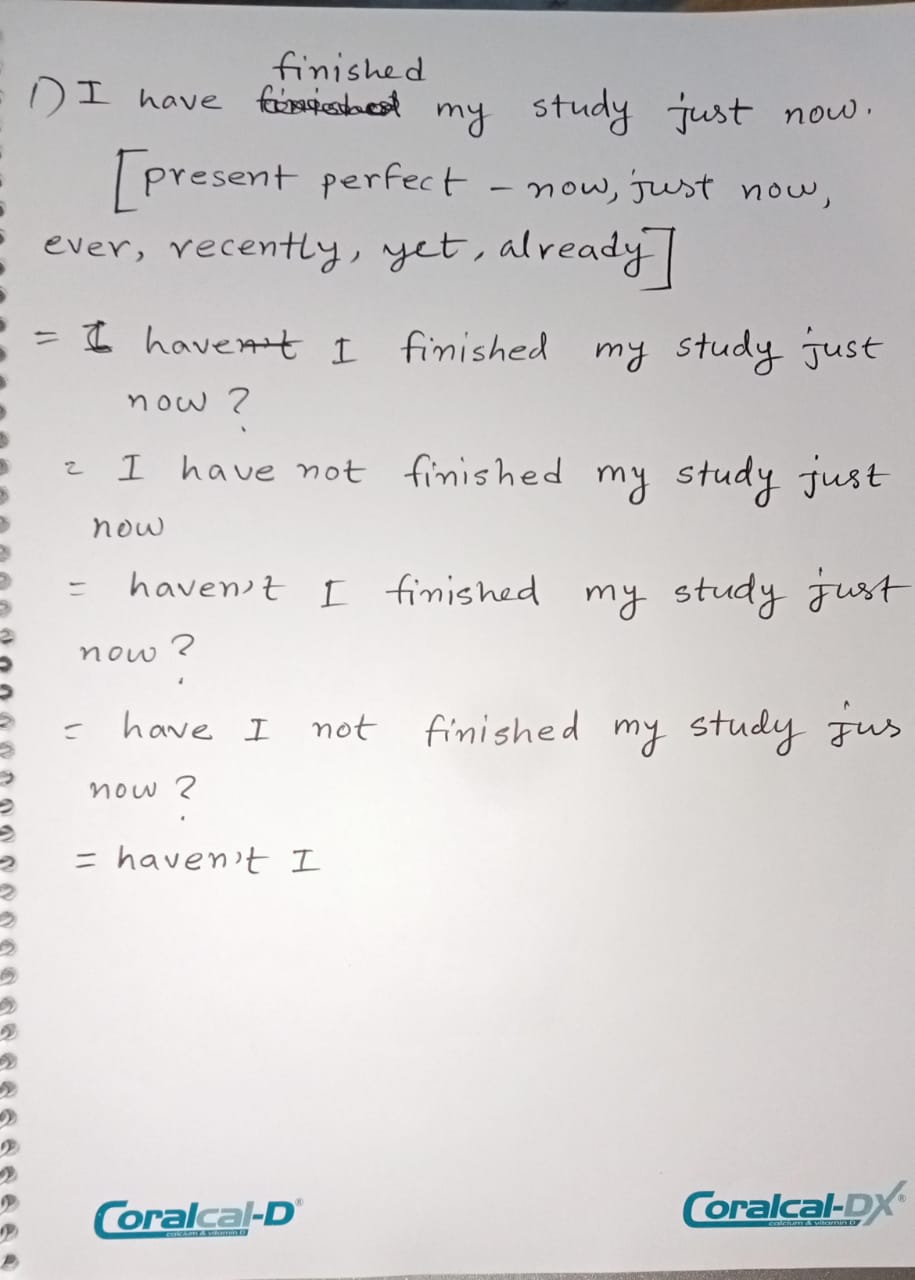 finished
1) I have finished my study just now.
[present perfect - now, just now,
ever, recently, yet, already]
= I haven't I finished my study just
now?
= I have not finished my study just
now
= haven't I finished my study just
now?
= have I not finished my study jus
now?
= haven't I
Coralcal-D®
calcium & vitamin D
Coralcal-DX®
calcium & vitamin D